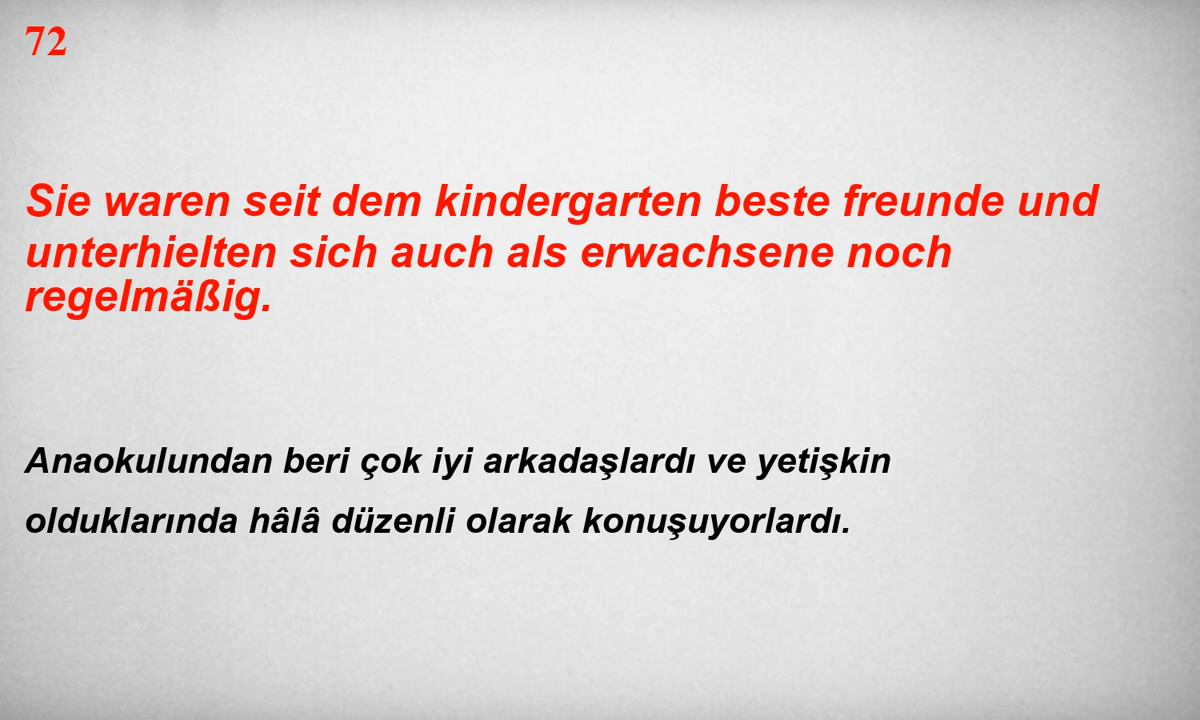 72
Sie waren seit dem kindergarten beste freunde und
unterhielten sich auch als erwachsene noch
regelmäßig.
Anaokulundan beri çok iyi arkadaşlardı ve yetişkin
olduklarında hâlâ düzenli olarak konuşuyorlardı.